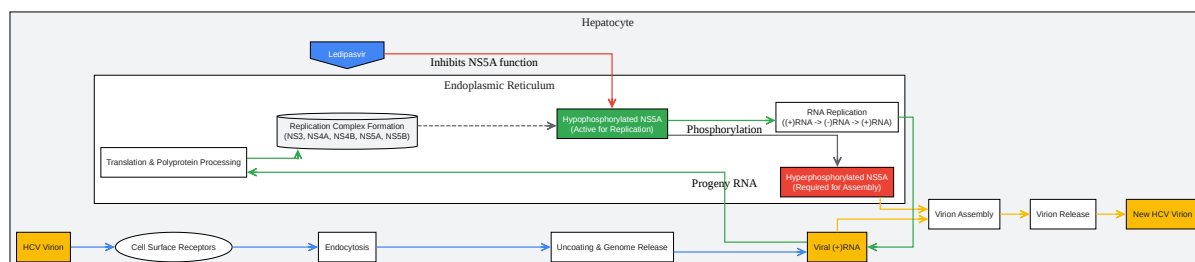 Hepatocyte
Ledipasvir
Inhibits NS5A function
Endoplasmic Reticulum
Replication Complex Formation
(NS3, NS4A, NS4B, NS5A, NS5B)
Hypophosphorylated NS5A
(Active for Replication)
RNA Replication
((+)RNA -> (-)RNA -> (+)RNA)
Phosphorylation
Translation & Polyprotein Processing
Progeny RNA
Hyperphosphorylated NS5A
(Required for Assembly)
Virion Assembly
Virion Release
New HCV Virion
HCV Virion
Cell Surface Receptors
Endocytosis
Uncoating & Genome Release
Viral (+)RNA